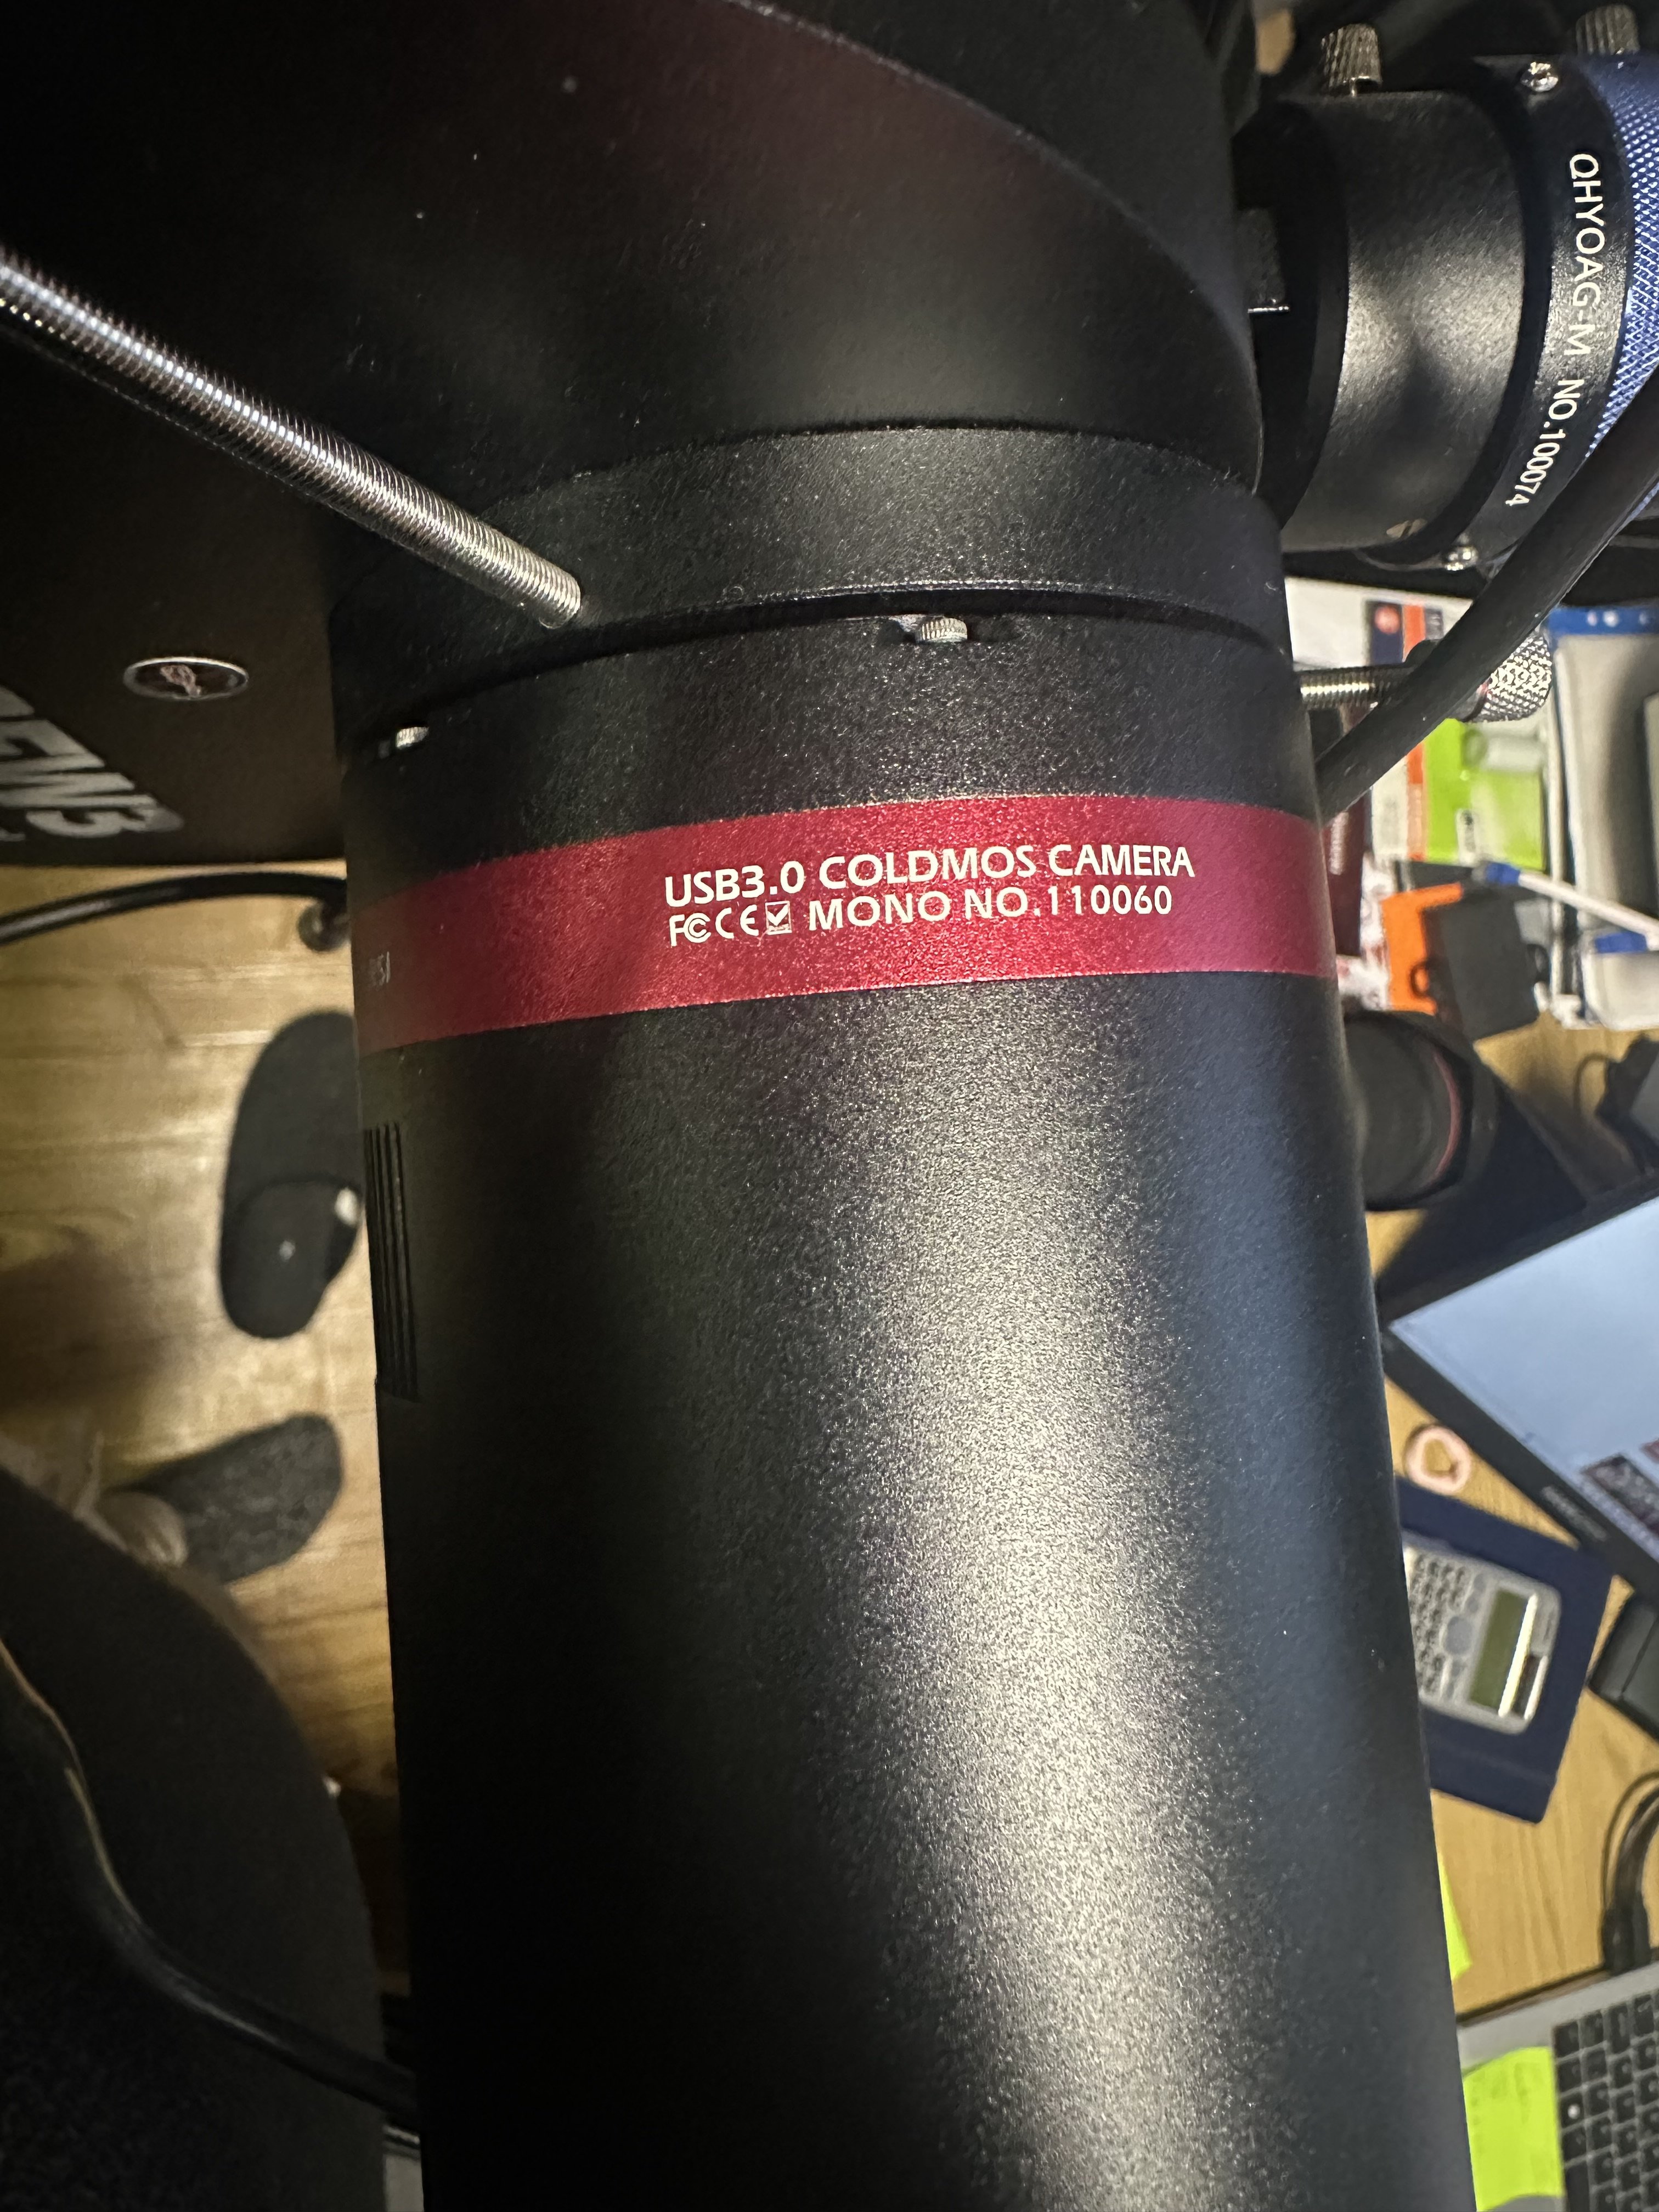 QHYOAG-M NO.100074
USB3.0 COLDMOS CAMERA
FC CE MONO NO.110060